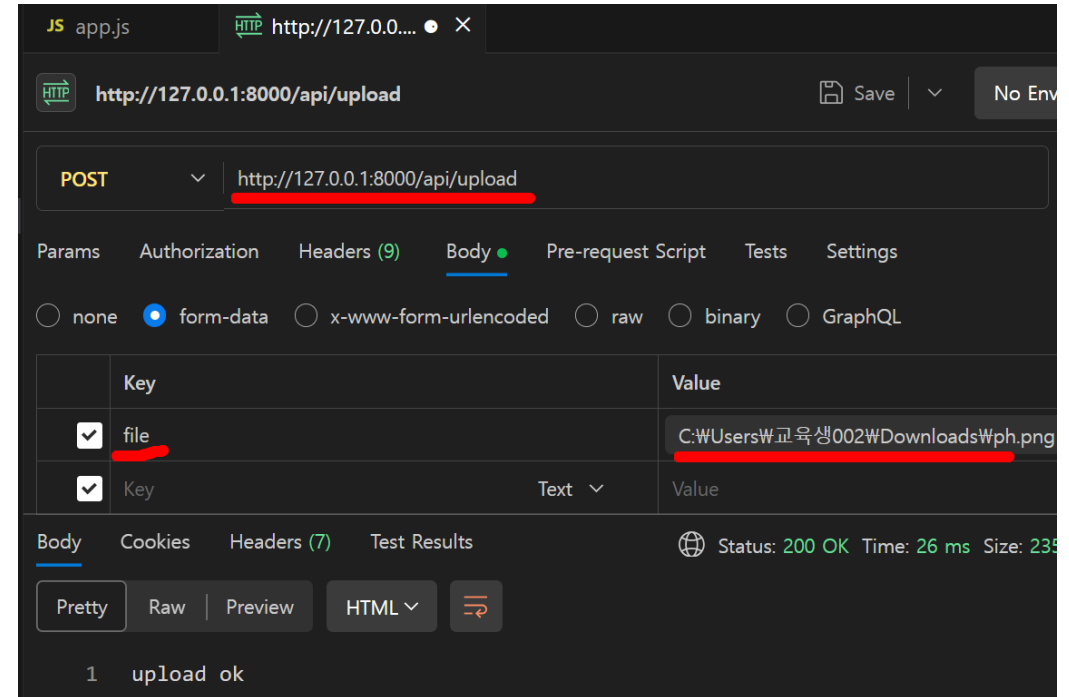 JS app.js HTTP http://127.0.0....
HTTP http://127.0.0.1:8000/api/upload Save No Env
POST http://127.0.0.1:8000/api/upload
Params Authorization Headers (9) Body Pre-request Script Tests Settings
none form-data x-www-form-urlencoded raw binary GraphQL
Key Value
file C:₩Users₩교육생002₩Downloads₩ph.png
Key Text Value
Body Cookies Headers (7) Test Results Status: 200 OK Time: 26 ms Size: 235
Pretty Raw Preview HTML
1 upload ok